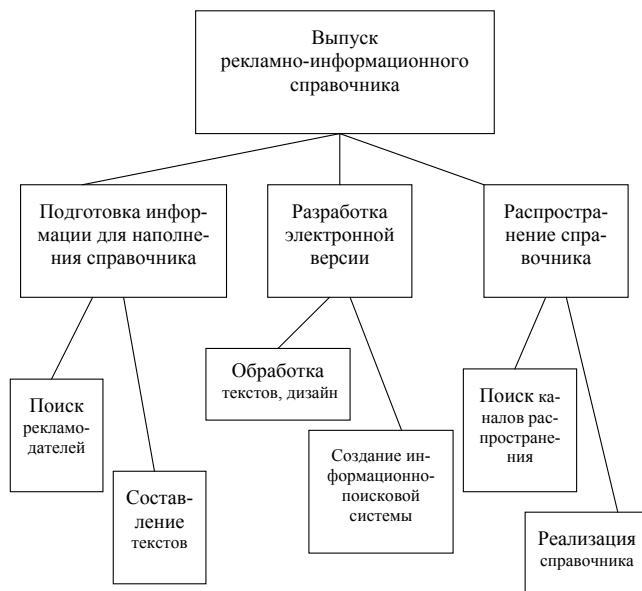 Выпуск
рекламно-информационного
справочника
Подготовка инфор-
мации для наполне-
ния справочника
Разработка
электронной
версии
Распростра-
нение спра-
вочника
Обработка
текстов, дизайн
Поиск
рекламо-
дателей
Поиск ка-
налов рас-
простране-
ния
Создание ин-
формационно-
поисковой
системы
Состав-
ление
текстов
Реализация
справочника